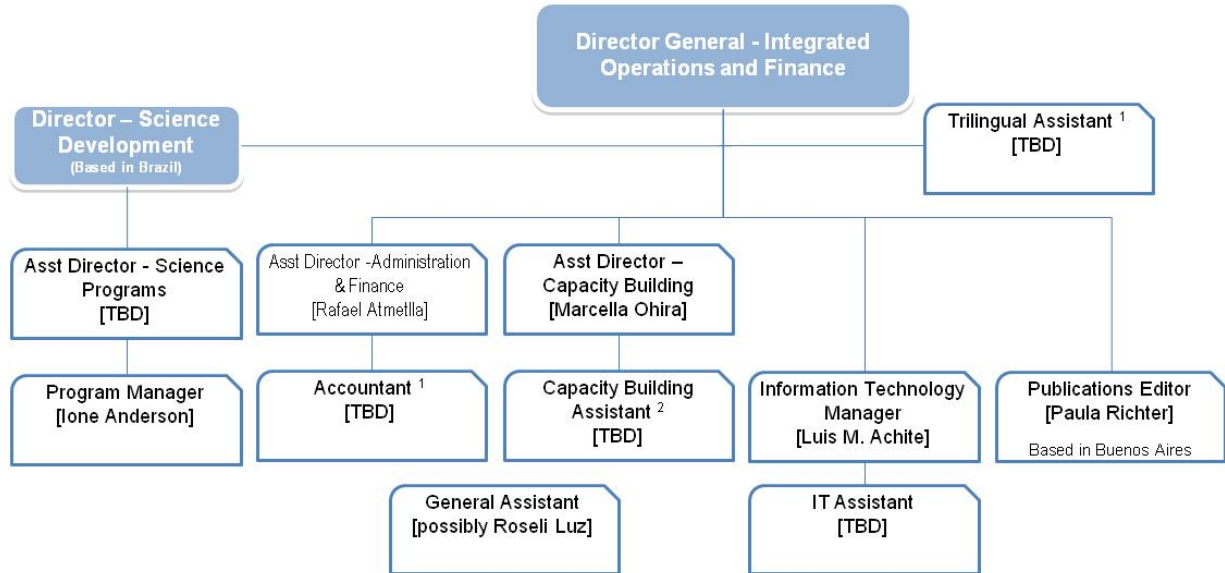 Director General - Integrated
Operations and Finance
Director – Science
Development
(Based in Brazil)
Trilingual Assistant 1
[TBD]
Asst Director - Science
Programs
[TBD]
Asst Director -Administration
& Finance
[Rafael Atmetlla]
Asst Director –
Capacity Building
[Marcella Ohira]
Program Manager
[Ione Anderson]
Accountant 1
[TBD]
Capacity Building
Assistant 2
[TBD]
Information Technology
Manager
[Luis M. Achite]
Publications Editor
[Paula Richter]
Based in Buenos Aires
General Assistant
[possibly Roseli Luz]
IT Assistant
[TBD]